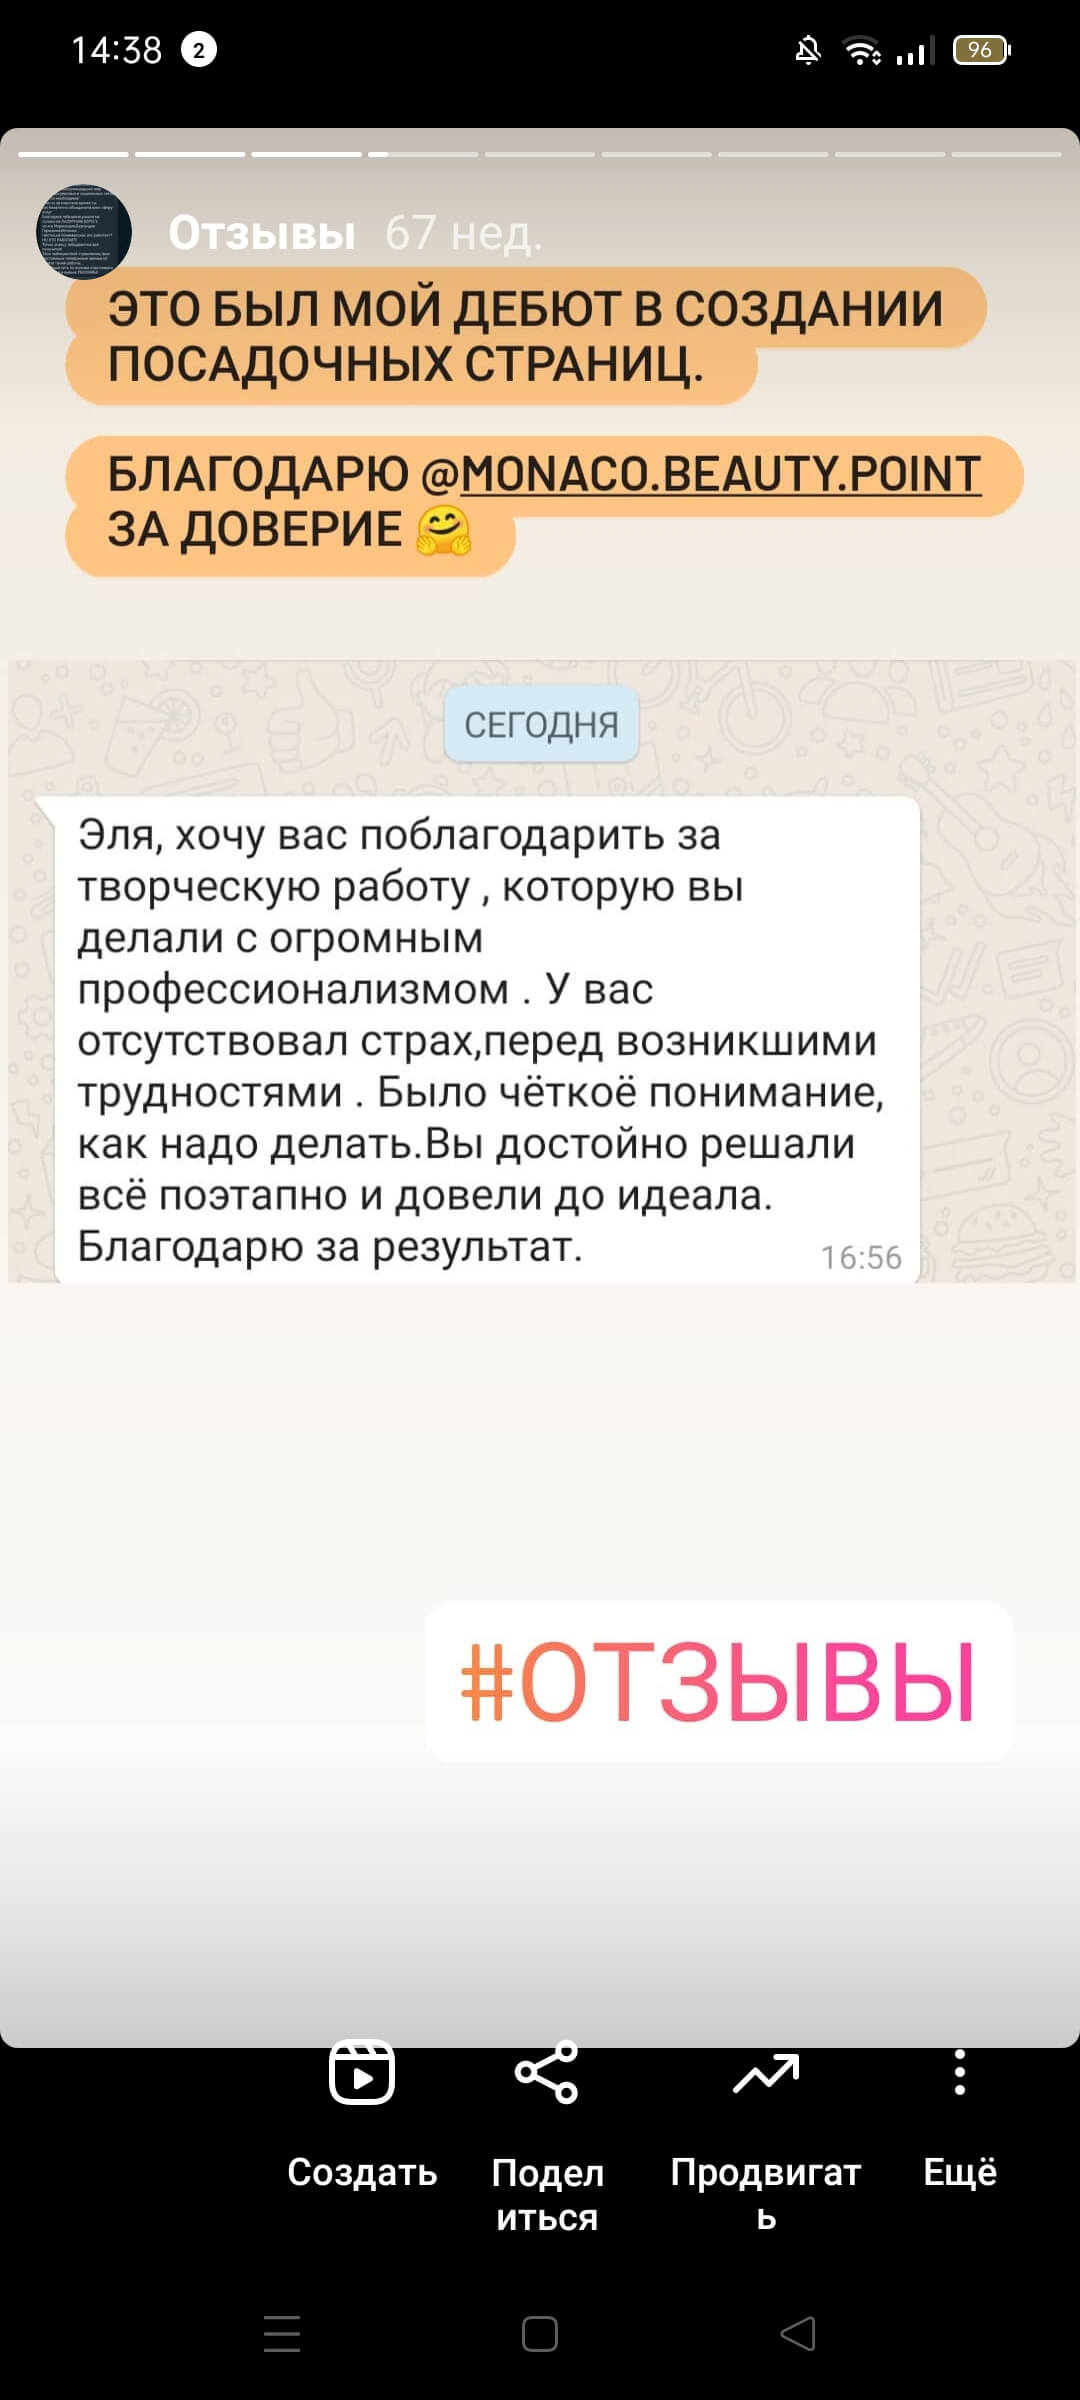 14:38 2
96
Отзывы 67 нед.
ЭТО БЫЛ МОЙ ДЕБЮТ В СОЗДАНИИ
ПОСАДОЧНЫХ СТРАНИЦ.
БЛАГОДАРЮ @MONACO.BEAUTY.POINT
ЗА ДОВЕРИЕ 🤗
СЕГОДНЯ
Эля, хочу вас поблагодарить за
творческую работу , которую вы
делали с огромным
профессионализмом . У вас
отсутствовал страх,перед возникшими
трудностями . Было чёткоё понимание,
как надо делать.Вы достойно решали
всё поэтапно и довели до идеала.
Благодарю за результат.
16:56
#ОТЗЫВЫ
Создать
Подел
иться
Продвигат
ь
Ещё